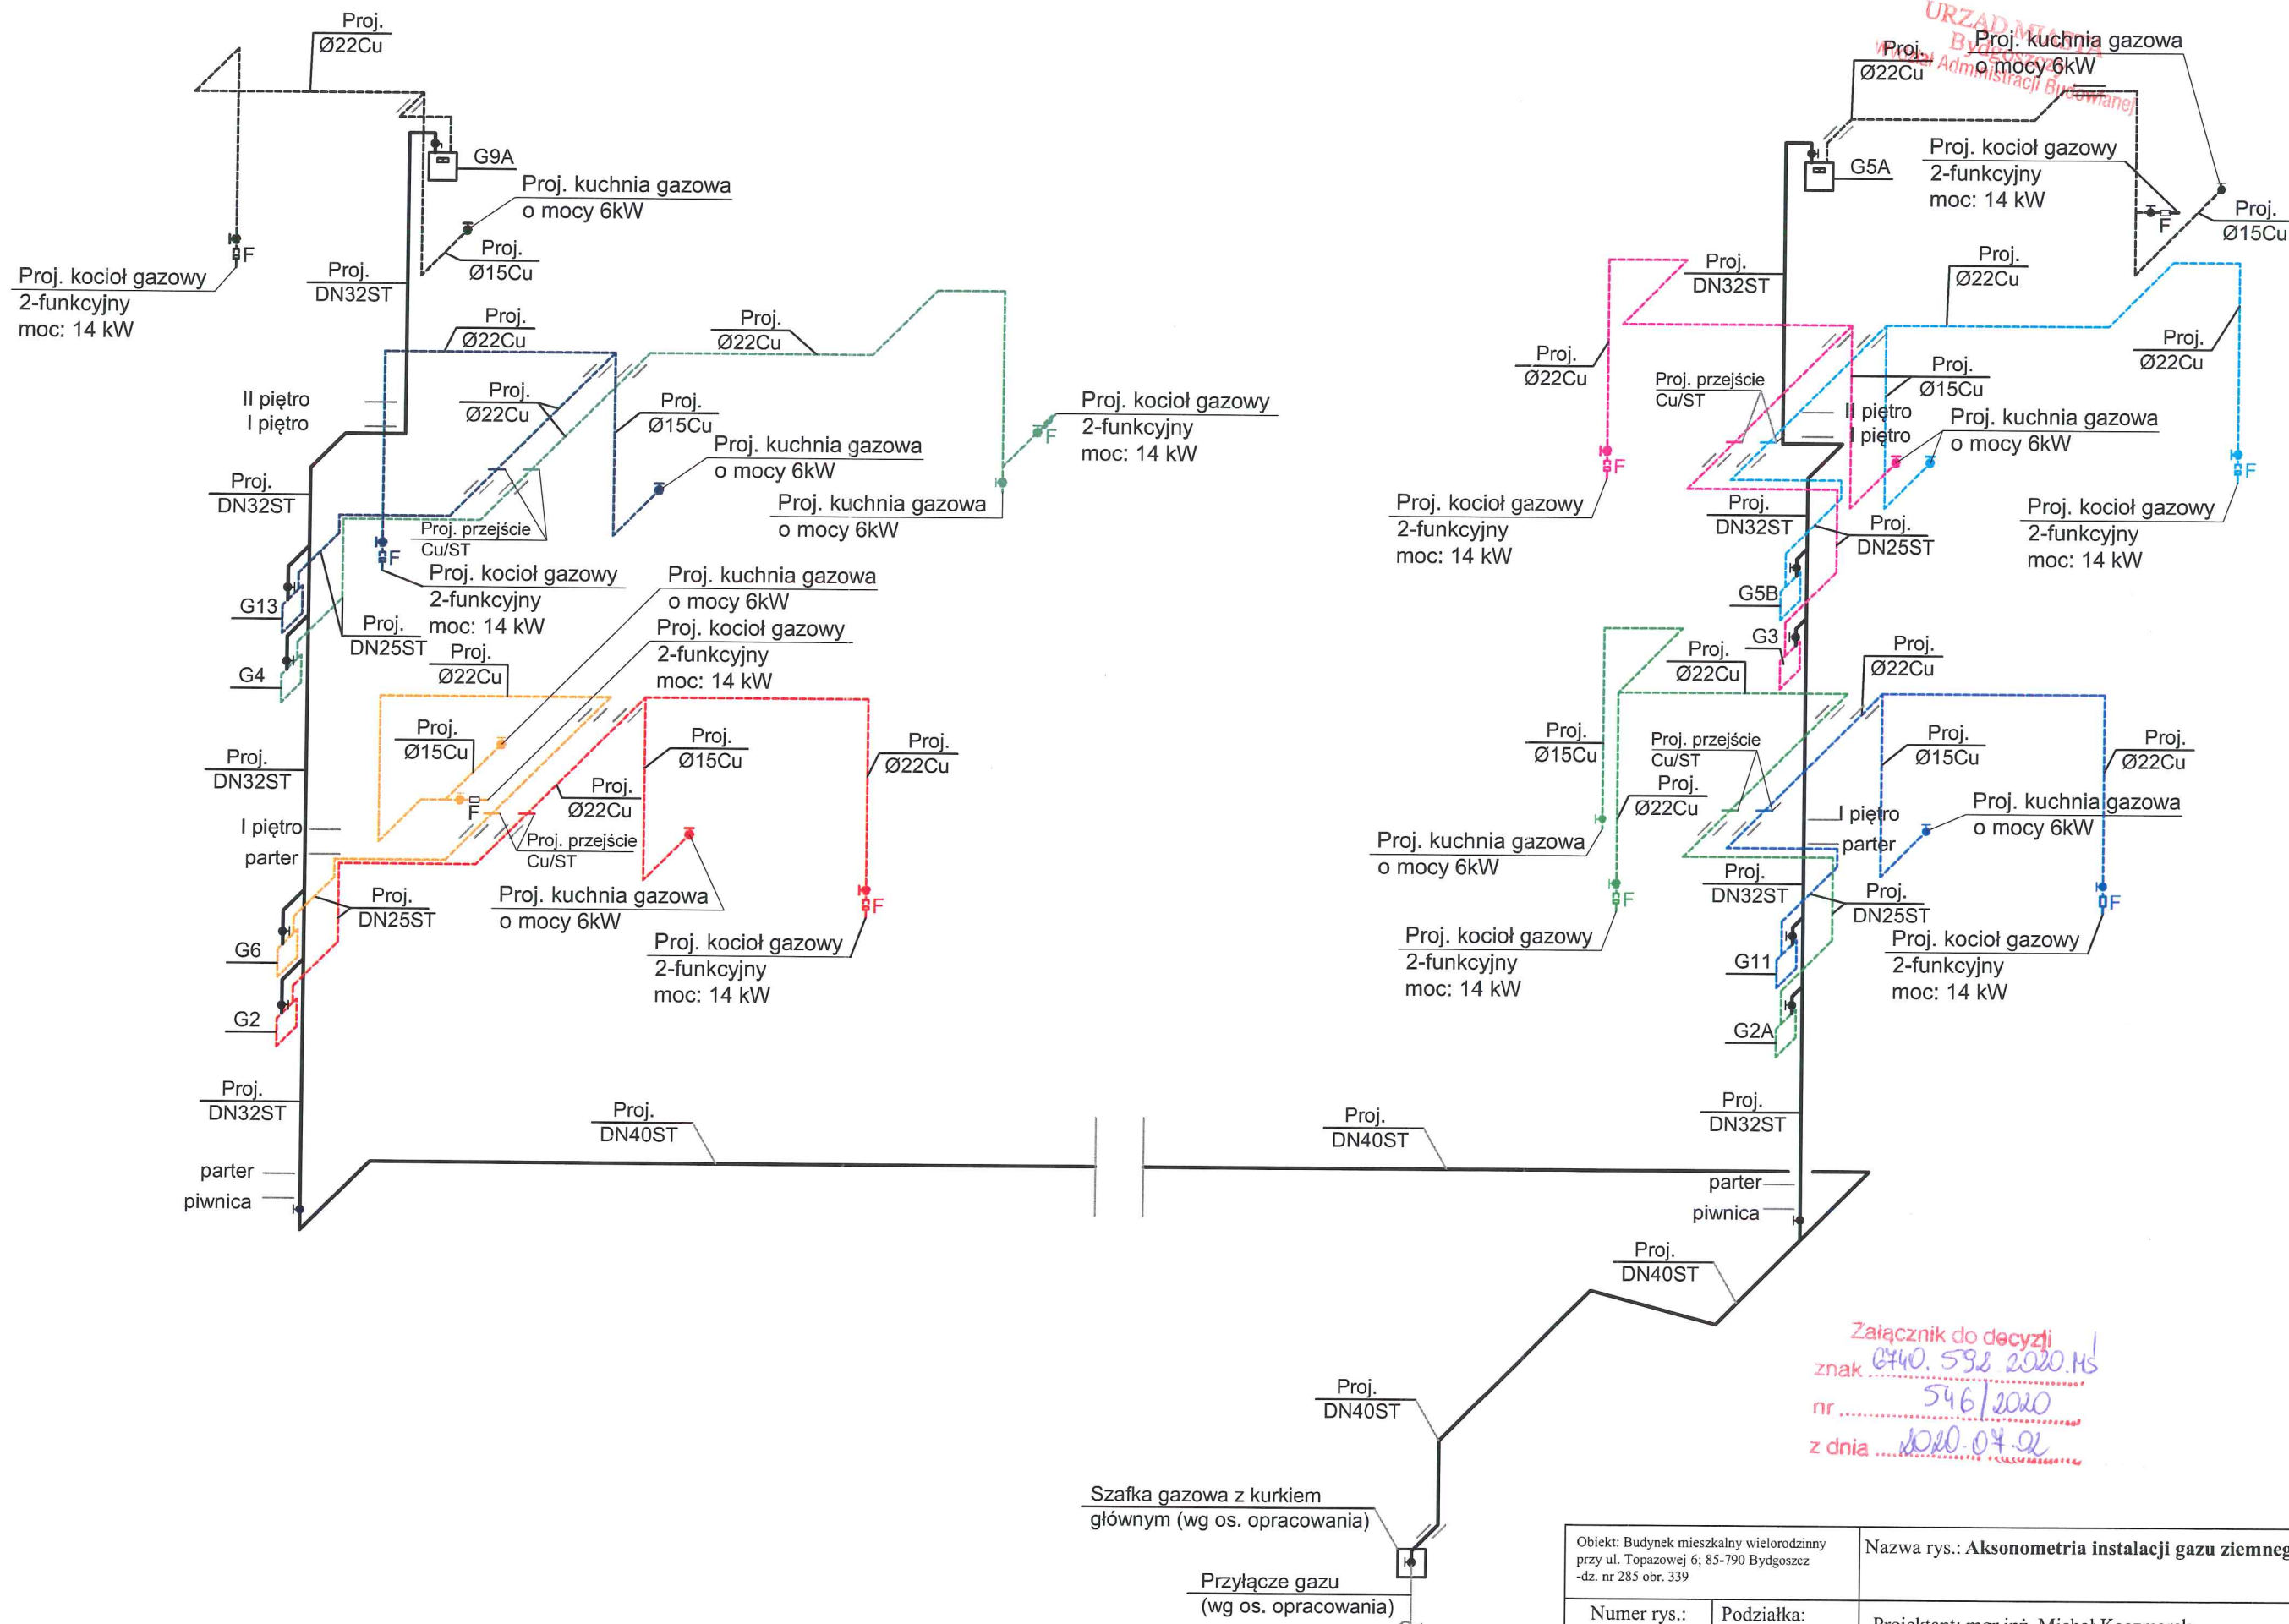 Proj.
Ø22Cu
G9A
Proj. kuchnia gazowa
o mocy 6kW
Proj.
Ø15Cu
Proj. kocioł gazowy
2-funkcyjny
moc: 14 kW
F
Proj.
DN32ST
Proj.
Ø22Cu
Proj.
Ø22Cu
Proj.
Ø22Cu
II piętro
I piętro
Proj.
Ø15Cu
Proj. kuchnia gazowa
o mocy 6kW
Proj. kocioł gazowy
2-funkcyjny
moc: 14 kW
F
Proj. kuchnia gazowa
o mocy 6kW
Proj.
DN32ST
Proj. przejście
Cu/ST
F
Proj. kocioł gazowy
2-funkcyjny
moc: 14 kW
G13
Proj.
DN25ST
G4
Proj. kuchnia gazowa
o mocy 6kW
Proj. kocioł gazowy
2-funkcyjny
moc: 14 kW
Proj.
Ø22Cu
Proj.
Ø15Cu
Proj.
Ø15Cu
Proj.
Ø22Cu
Proj.
DN32ST
Proj.
Ø22Cu
F
I piętro
parter
Proj. przejście
Cu/ST
Proj.
DN25ST
Proj. kuchnia gazowa
o mocy 6kW
F
Proj. kocioł gazowy
2-funkcyjny
moc: 14 kW
G6
G2
Proj.
DN32ST
Proj.
DN40ST
parter
piwnica
URZĄD MIASTA
Bydgoszczy
Wydział Administracji Budowlanej
Proj.
Ø22Cu
Proj. kuchnia gazowa
o mocy 6kW
G5A
Proj. kocioł gazowy
2-funkcyjny
moc: 14 kW
F
Proj.
Ø15Cu
Proj.
DN32ST
Proj.
Ø22Cu
Proj.
Ø22Cu
Proj.
Ø22Cu
Proj. przejście
Cu/ST
Proj.
Ø15Cu
II piętro
I piętro
Proj. kuchnia gazowa
o mocy 6kW
F
F
Proj. kocioł gazowy
2-funkcyjny
moc: 14 kW
Proj.
DN32ST
Proj.
DN25ST
Proj. kocioł gazowy
2-funkcyjny
moc: 14 kW
G5B
G3
Proj.
Ø22Cu
Proj.
Ø22Cu
Proj.
Ø15Cu
Proj. przejście
Cu/ST
Proj.
Ø22Cu
Proj.
Ø15Cu
Proj.
Ø22Cu
I piętro
parter
Proj. kuchnia gazowa
o mocy 6kW
Proj. kuchnia gazowa
o mocy 6kW
Proj.
DN32ST
Proj.
DN25ST
F
F
Proj. kocioł gazowy
2-funkcyjny
moc: 14 kW
Proj. kocioł gazowy
2-funkcyjny
moc: 14 kW
G11
G2A
Proj.
DN32ST
Proj.
DN40ST
parter
piwnica
Proj.
DN40ST
Proj.
DN40ST
Załącznik do decyzji
znak 6740.592 2020.MŚ
nr 546/2020
z dnia 2020-07-02
Szafka gazowa z kurkiem
głównym (wg os. opracowania)
Przyłącze gazu
(wg os. opracowania)
Obiekt: Budynek mieszkalny wielorodzinny
przy ul. Topazowej 6; 85-790 Bydgoszcz
-dz. nr 285 obr. 339
Nazwa rys.: Aksonometria instalacji gazu ziemneg
Numer rys.:
Podziałka:
Projektant: mgr inż. Michał Kaczmarek